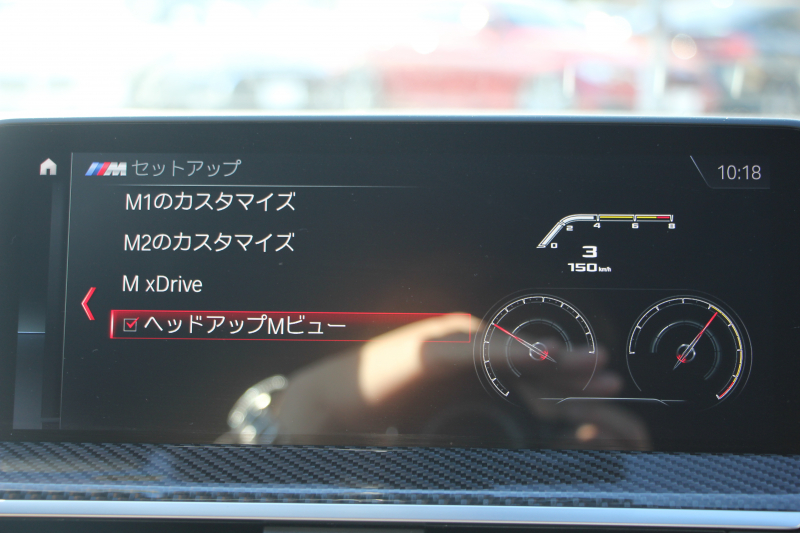 M セットアップ
10:18
M1のカスタマイズ
M2のカスタマイズ
M xDrive
ヘッドアップMビュー
0 2 4 6 8
3
150 km/h